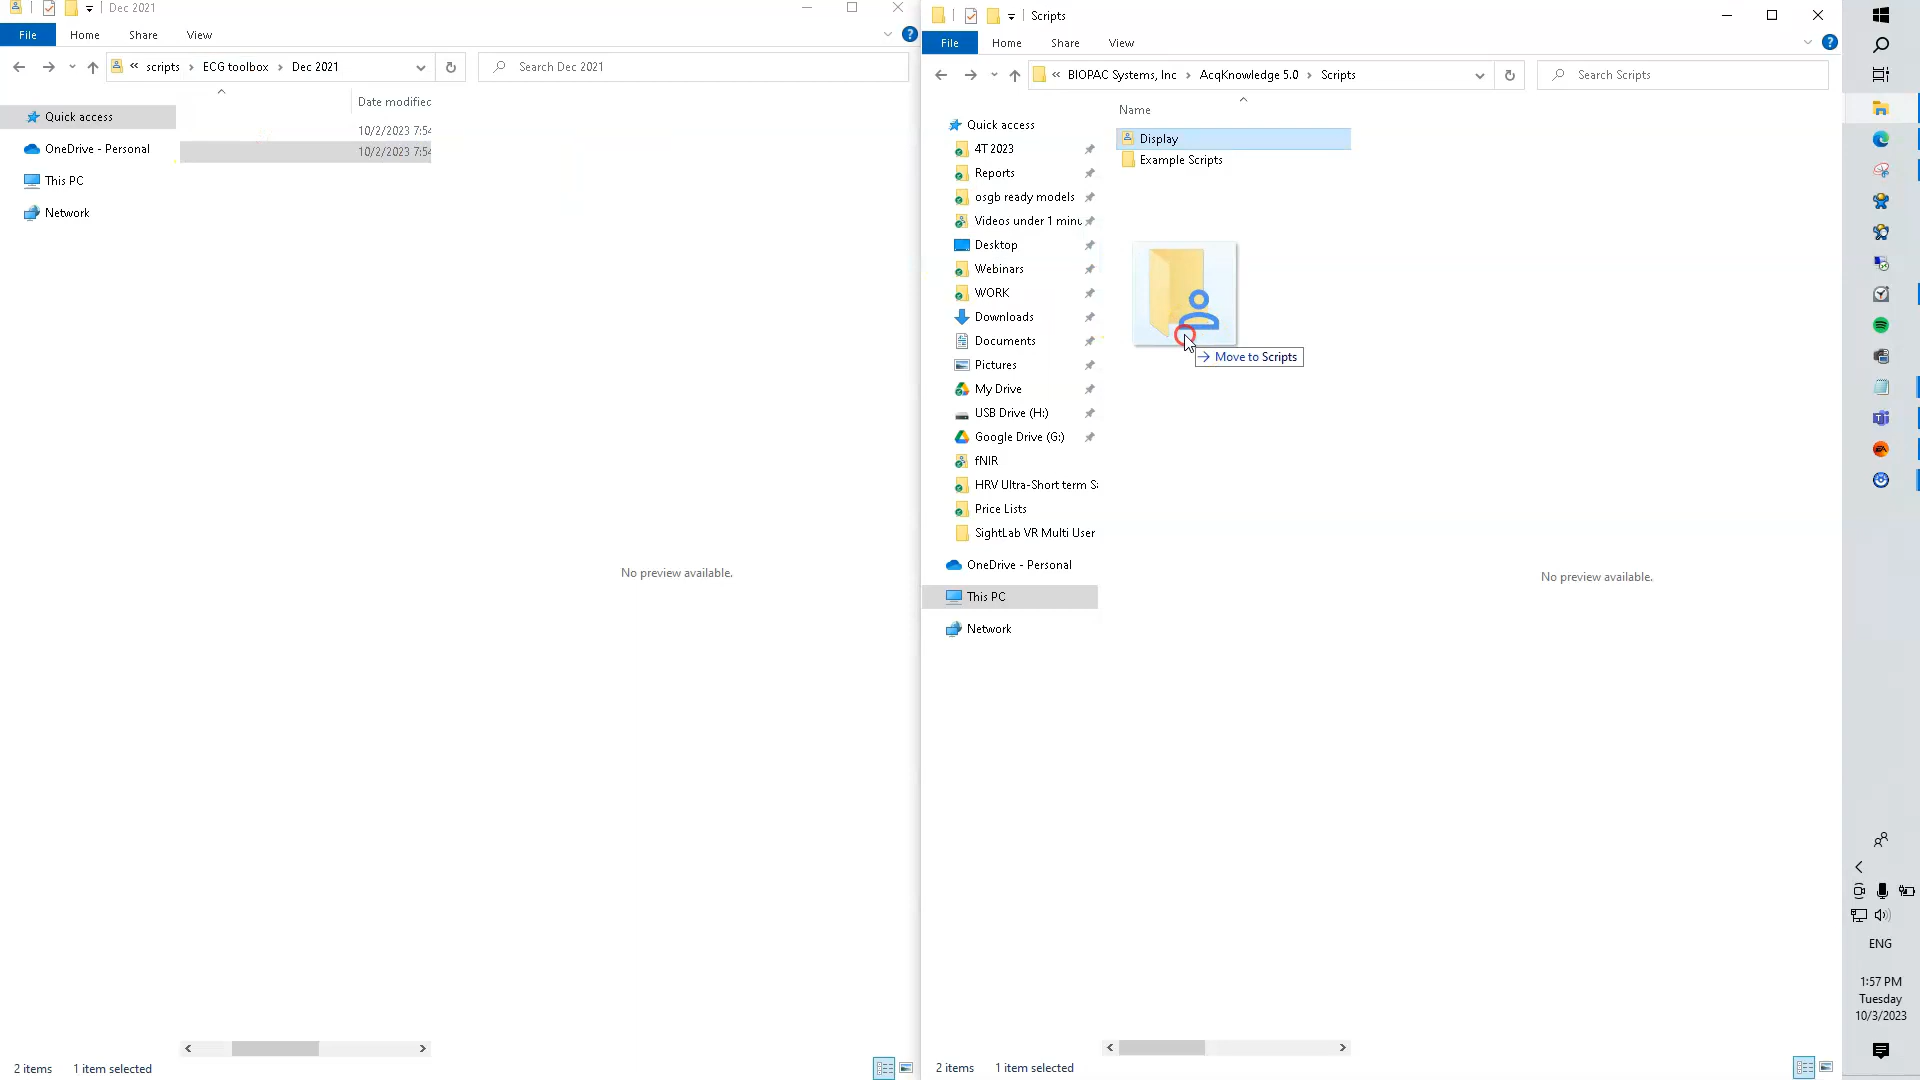 Dec 2021
File Home Share View
« scripts › ECG toolbox › Dec 2021
Search Dec 2021
Date modified
Quick access
10/2/2023 7:54
OneDrive - Personal
10/2/2023 7:54
This PC
Network
No preview available.
2 items 1 item selected
Scripts
File Home Share View
« BIOPAC Systems, Inc › AcqKnowledge 5.0 › Scripts
Search Scripts
Name
Quick access
Display
4T 2023
Example Scripts
Reports
osgb ready models
Videos under 1 minu
Desktop
Webinars
WORK
Downloads
Documents
Move to Scripts
Pictures
My Drive
USB Drive (H:)
Google Drive (G:)
fNIR
HRV Ultra-Short term S
Price Lists
SightLab VR Multi User
OneDrive - Personal
No preview available.
This PC
Network
2 items 1 item selected
ENG
1:57 PM
Tuesday
10/3/2023